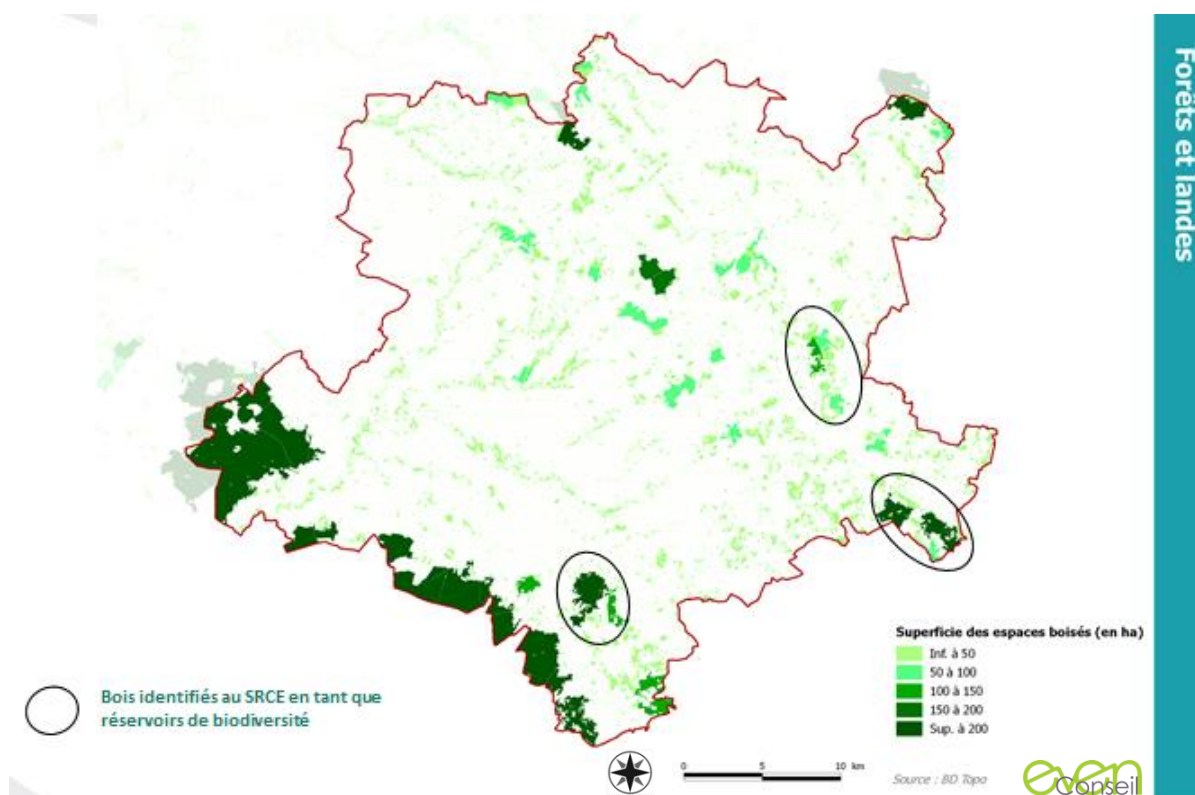 Forêts et landes
Superficie des espaces boisés (en ha)
Inf. à 50
50 à 100
100 à 150
150 à 200
Sup. à 200
Bois identifiés au SRCE en tant que
réservoirs de biodiversité
0 5 10 km
Source : BD Topo
even
Conseil